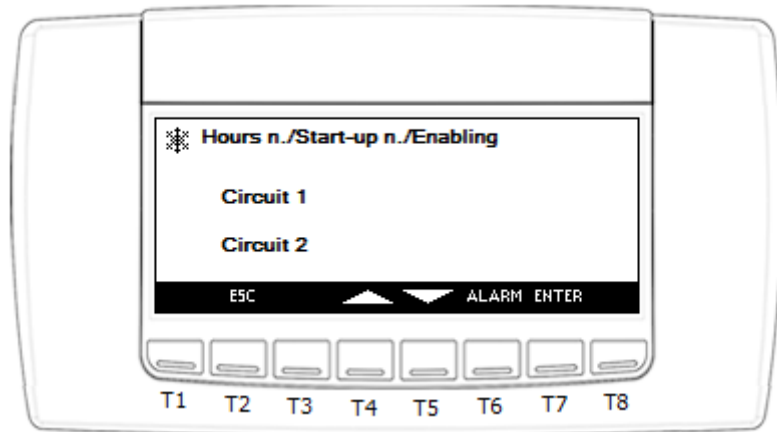 Hours n./Start-up n./Enabling
Circuit 1
Circuit 2
ESC ALARM ENTER
T1 T2 T3 T4 T5 T6 T7 T8